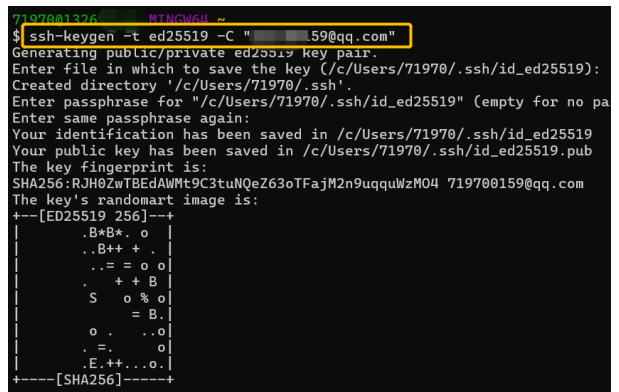 7197001326 MINGW64 ~
$ ssh-keygen -t ed25519 -C " 59@qq.com"
Generating public/private ed25519 key pair.
Enter file in which to save the key (/c/Users/71970/.ssh/id_ed25519):
Created directory '/c/Users/71970/.ssh'.
Enter passphrase for "/c/Users/71970/.ssh/id_ed25519" (empty for no pa
Enter same passphrase again:
Your identification has been saved in /c/Users/71970/.ssh/id_ed25519
Your public key has been saved in /c/Users/71970/.ssh/id_ed25519.pub
The key fingerprint is:
SHA256:RJH0ZwTBEdAWMt9C3tuNQeZ63oTFajM2n9uqquWzMO4 719700159@qq.com
The key's randomart image is:
+--[ED25519 256]--+
|       .B*B*. o  |
|       ..B++ + . |
|       ..= = o o|
|      .   + + B |
|       S   o % o|
|            = B.|
|       o .   ..o|
|      . =.     o|
|      .E.++...o.|
+----[SHA256]-----+